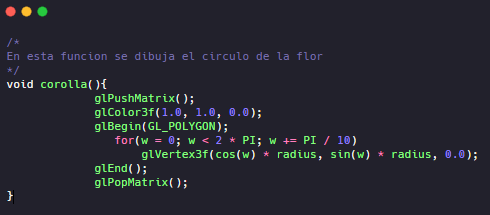 /*
En esta funcion se dibuja el circulo de la flor
*/
void corolla(){
glPushMatrix();
glColor3f(1.0, 1.0, 0.0);
glBegin(GL_POLYGON);
for(w = 0; w < 2 * PI; w += PI / 10)
glVertex3f(cos(w) * radius, sin(w) * radius, 0.0);
glEnd();
glPopMatrix();
}